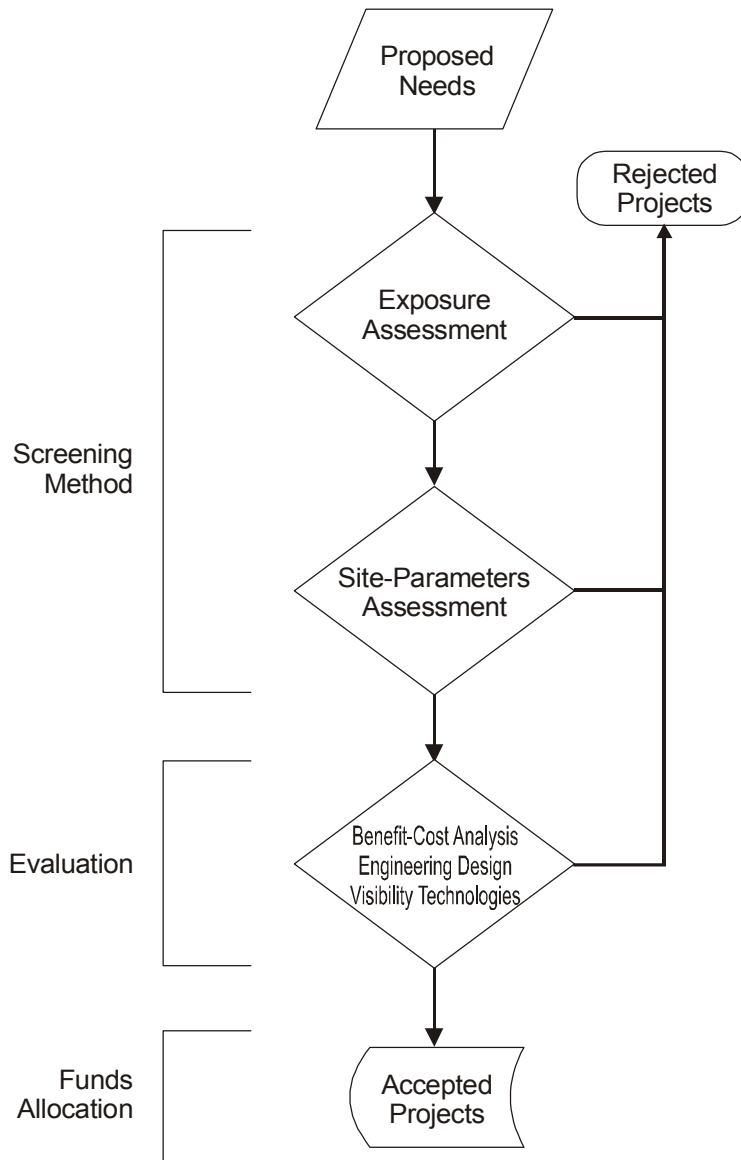 Proposed
Needs
Rejected
Projects
Exposure
Assessment
Screening
Method
Site-Parameters
Assessment
Evaluation
Benefit-Cost Analysis
Engineering Design
Visibility Technologies
Funds
Allocation
Accepted
Projects